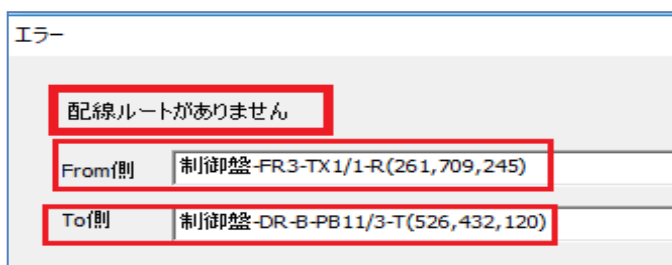 エラー
配線ルートがありません
From側 制御盤-FR3-TX1/1-R(261,709,245)
To側 制御盤-DR-B-PB11/3-T(526,432,120)